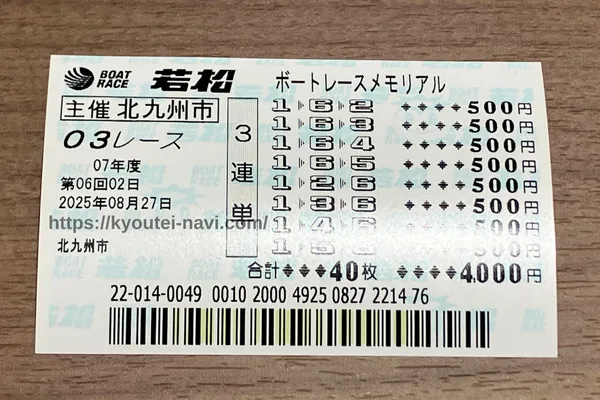 BOAT RACE 若松 ボートレースメモリアル
主催 北九州市
03レース
07年度
第06回02日
2025年08月27日
https://kyoutei-navi.com/
北九州市
3連単
1 6 2 500円
1 6 3 500円
1 6 4 500円
1 6 5 500円
1 2 6 500円
1 3 6 500円
1 4 6 500円
1 5 6 500円
合計 40枚 4,000円
22-014-0049 0010 2000 4925 0827 2214 76